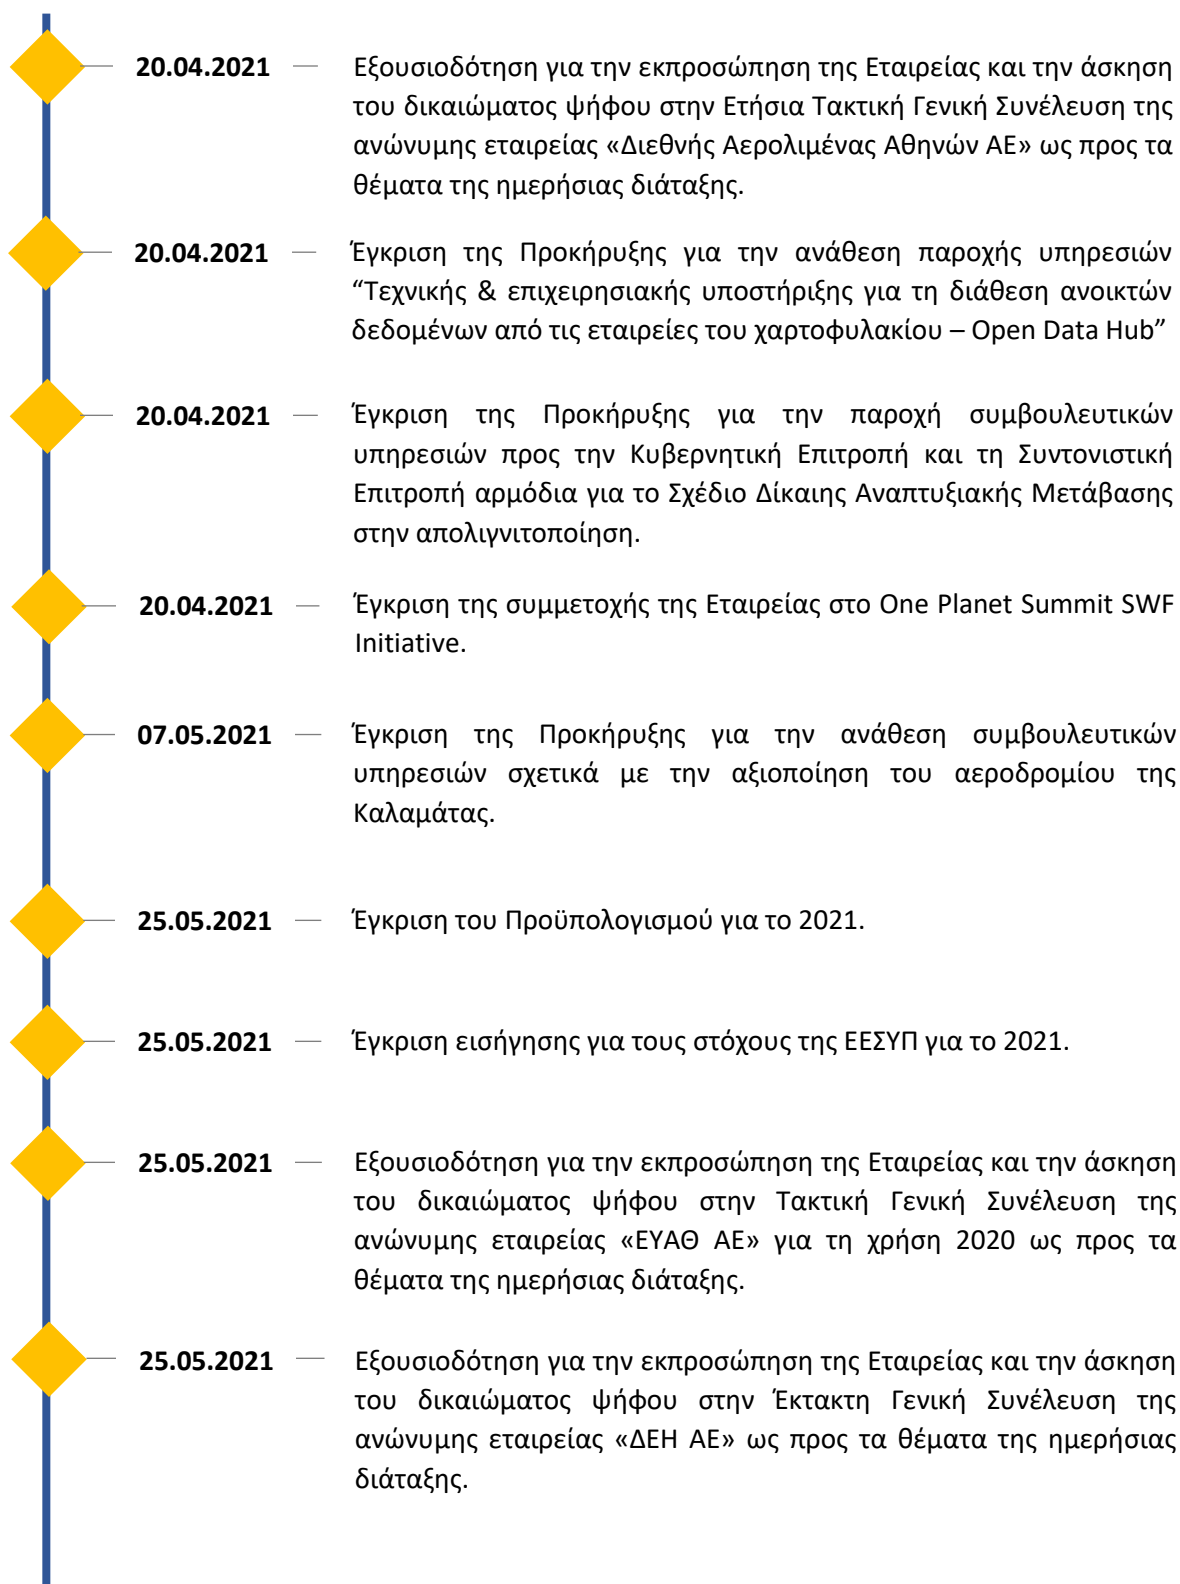 20.04.2021 Εξουσιοδότηση για την εκπροσώπηση της Εταιρείας και την άσκηση
του δικαιώματος ψήφου στην Ετήσια Τακτική Γενική Συνέλευση της
ανώνυμης εταιρείας «Διεθνής Αερολιμένας Αθηνών ΑΕ» ως προς τα
θέματα της ημερήσιας διάταξης.
20.04.2021 Έγκριση της Προκήρυξης για την ανάθεση παροχής υπηρεσιών
“Τεχνικής & επιχειρησιακής υποστήριξης για τη διάθεση ανοικτών
δεδομένων από τις εταιρείες του χαρτοφυλακίου – Open Data Hub”
20.04.2021 Έγκριση της Προκήρυξης για την παροχή συμβουλευτικών
υπηρεσιών προς την Κυβερνητική Επιτροπή και τη Συντονιστική
Επιτροπή αρμόδια για το Σχέδιο Δίκαιης Αναπτυξιακής Μετάβασης
στην απολιγνιτοποίηση.
20.04.2021 Έγκριση της συμμετοχής της Εταιρείας στο One Planet Summit SWF
Initiative.
07.05.2021 Έγκριση της Προκήρυξης για την ανάθεση συμβουλευτικών
υπηρεσιών σχετικά με την αξιοποίηση του αεροδρομίου της
Καλαμάτας.
25.05.2021 Έγκριση του Προϋπολογισμού για το 2021.
25.05.2021 Έγκριση εισήγησης για τους στόχους της ΕΕΣΥΠ για το 2021.
25.05.2021 Εξουσιοδότηση για την εκπροσώπηση της Εταιρείας και την άσκηση
του δικαιώματος ψήφου στην Τακτική Γενική Συνέλευση της
ανώνυμης εταιρείας «ΕΥΑΘ ΑΕ» για τη χρήση 2020 ως προς τα
θέματα της ημερήσιας διάταξης.
25.05.2021 Εξουσιοδότηση για την εκπροσώπηση της Εταιρείας και την άσκηση
του δικαιώματος ψήφου στην Έκτακτη Γενική Συνέλευση της
ανώνυμης εταιρείας «ΔΕΗ ΑΕ» ως προς τα θέματα της ημερήσιας
διάταξης.